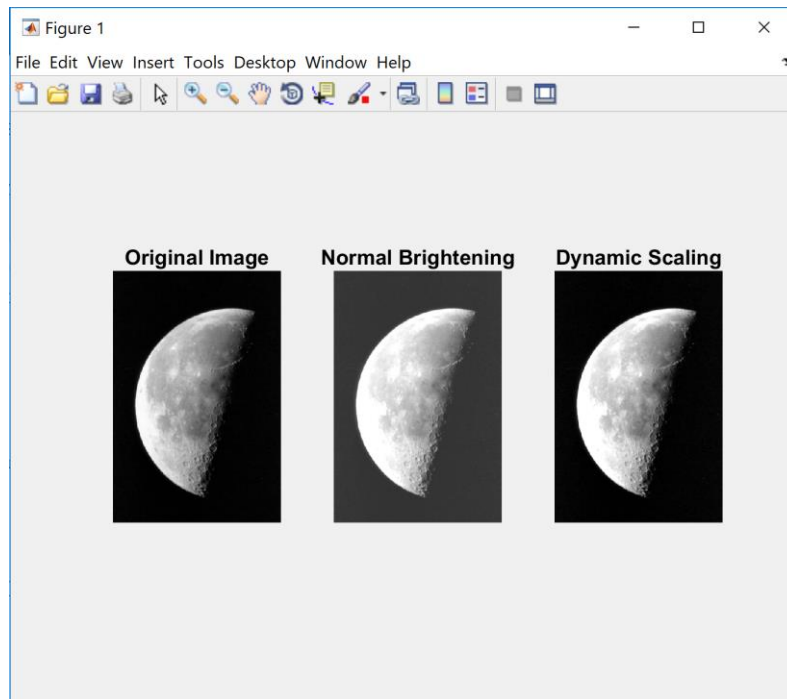 Figure 1
File Edit View Insert Tools Desktop Window Help
Original Image Normal Brightening Dynamic Scaling